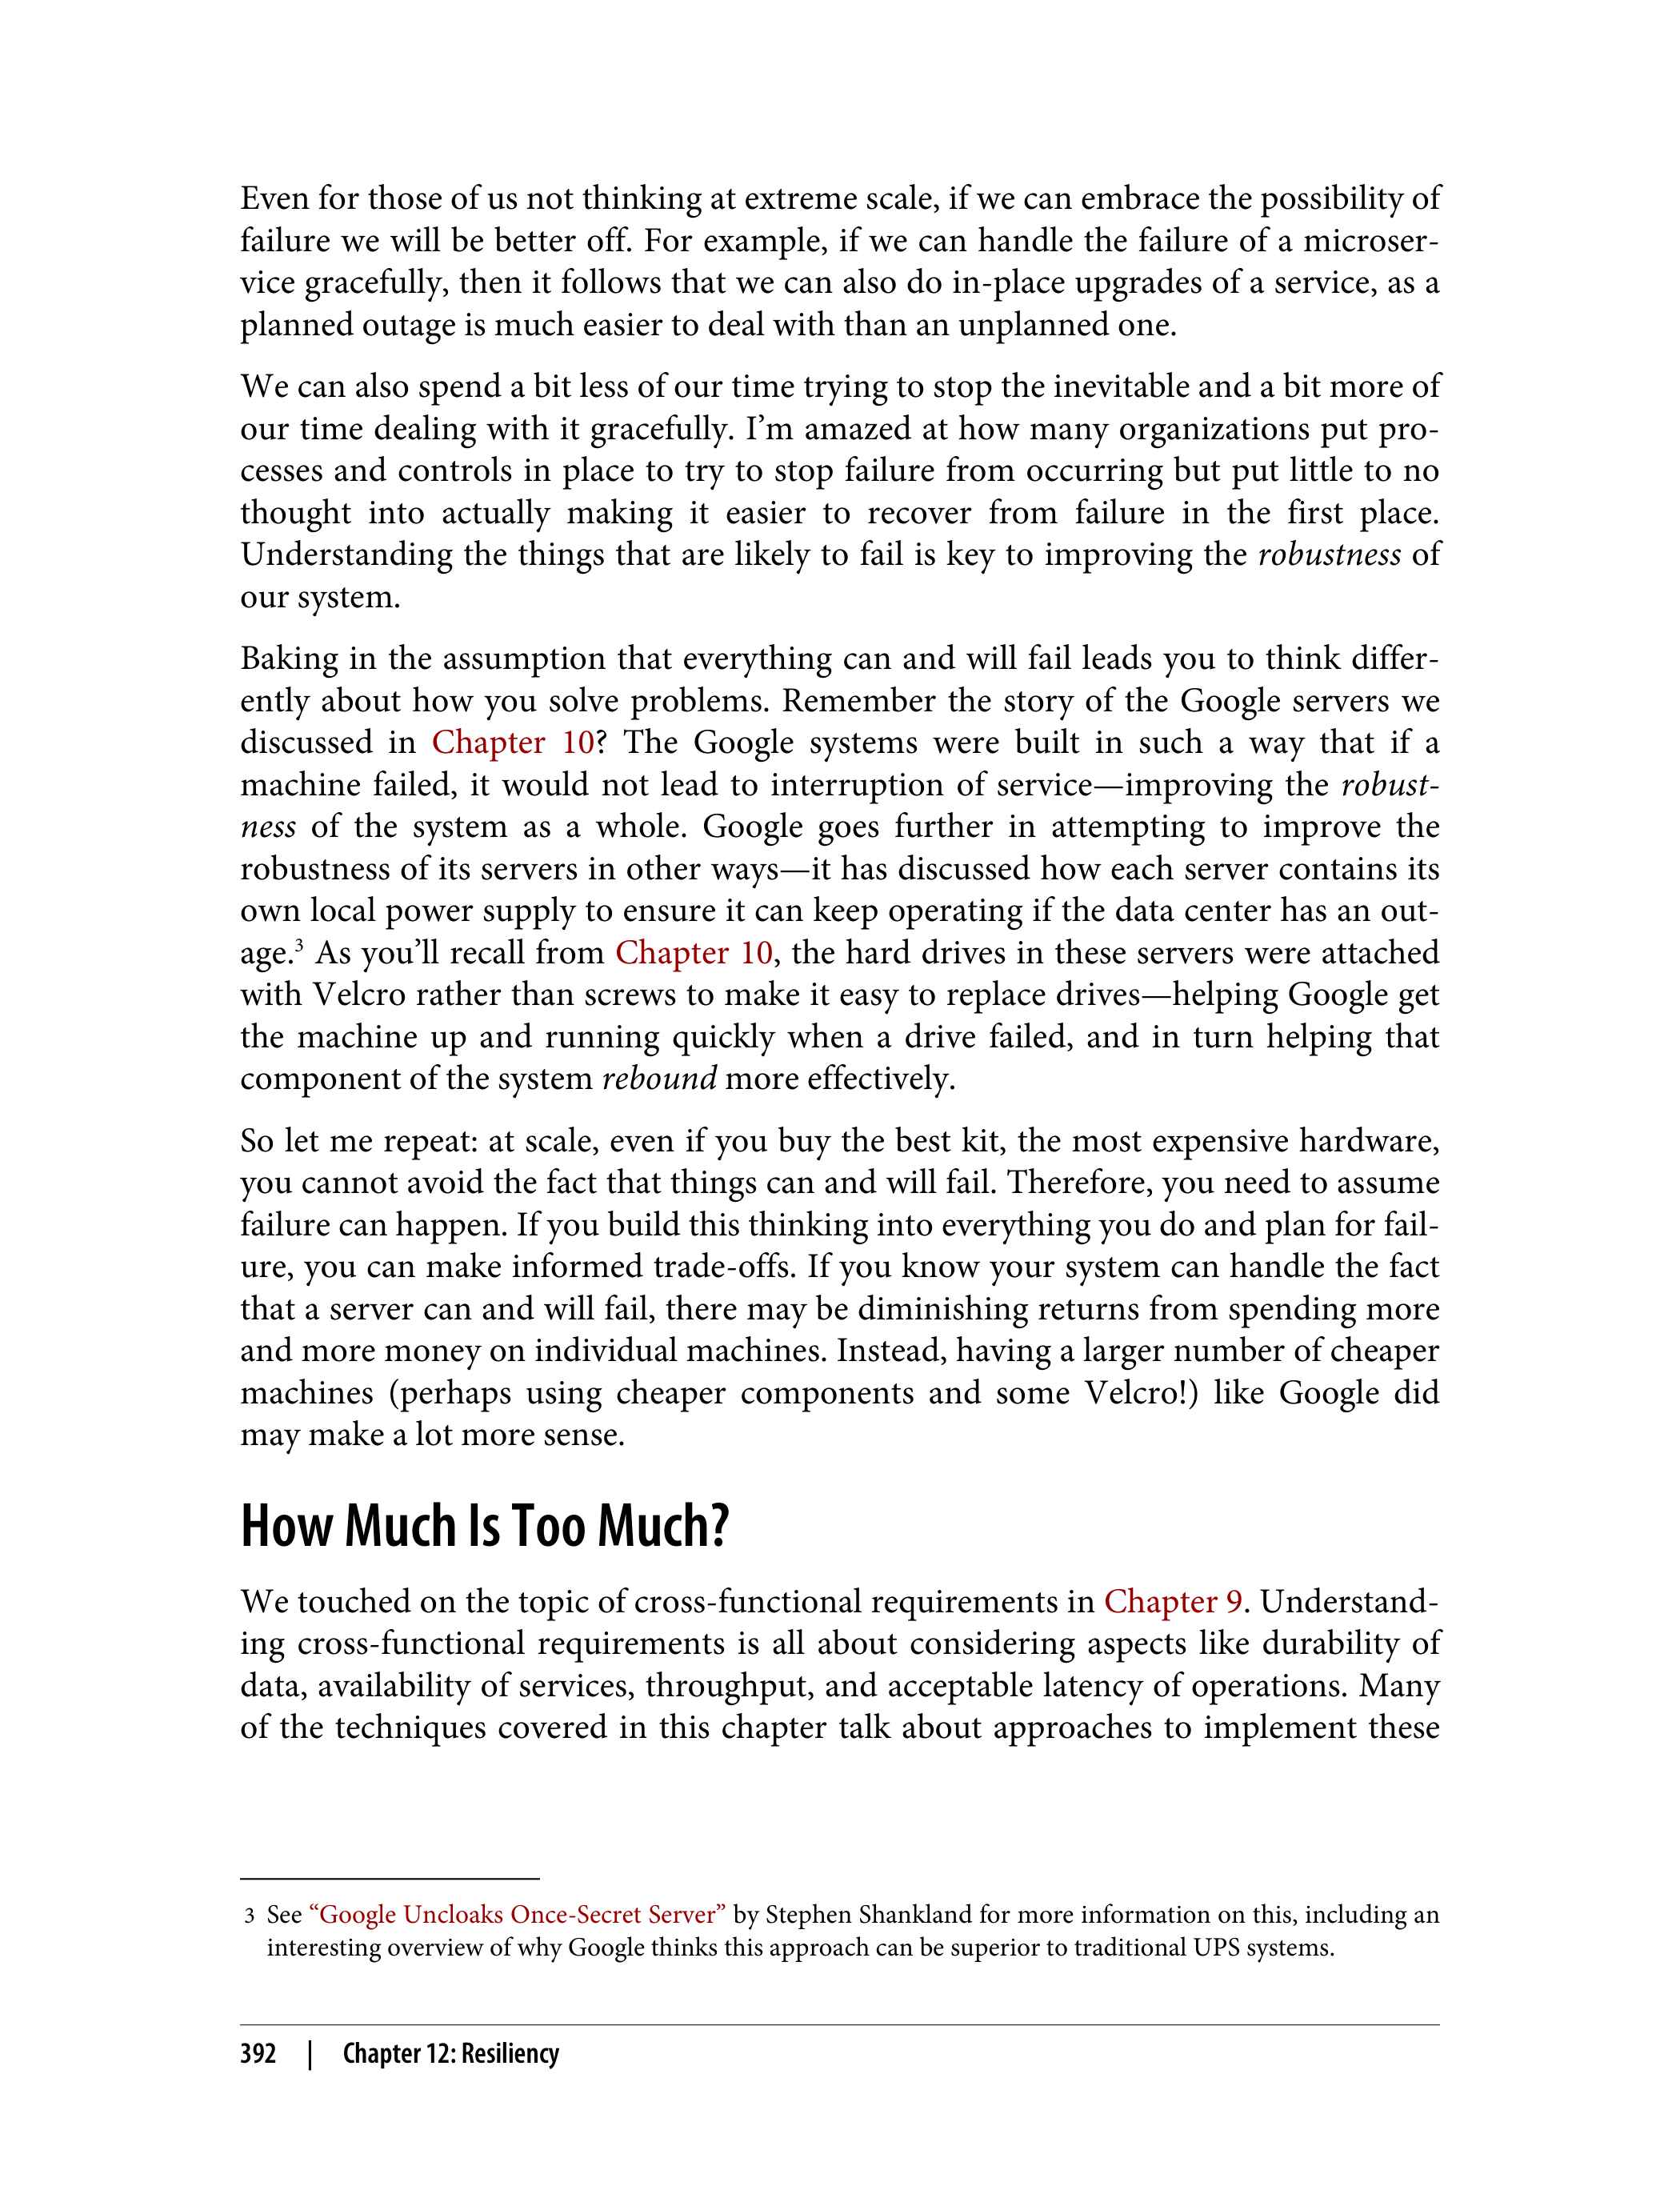 Even for those of us not thinking at extreme scale, if we can embrace the possibility of
failure we will be better off. For example, if we can handle the failure of a microser-
vice gracefully, then it follows that we can also do in-place upgrades of a service, as a
planned outage is much easier to deal with than an unplanned one.
We can also spend a bit less of our time trying to stop the inevitable and a bit more of
our time dealing with it gracefully. I’m amazed at how many organizations put pro-
cesses and controls in place to try to stop failure from occurring but put little to no
thought into actually making it easier to recover from failure in the first place.
Understanding the things that are likely to fail is key to improving the robustness of
our system.
Baking in the assumption that everything can and will fail leads you to think differ-
ently about how you solve problems. Remember the story of the Google servers we
discussed in Chapter 10? The Google systems were built in such a way that if a
machine failed, it would not lead to interruption of service—improving the robust-
ness of the system as a whole. Google goes further in attempting to improve the
robustness of its servers in other ways—it has discussed how each server contains its
own local power supply to ensure it can keep operating if the data center has an out-
age.3 As you’ll recall from Chapter 10, the hard drives in these servers were attached
with Velcro rather than screws to make it easy to replace drives—helping Google get
the machine up and running quickly when a drive failed, and in turn helping that
component of the system rebound more effectively.
So let me repeat: at scale, even if you buy the best kit, the most expensive hardware,
you cannot avoid the fact that things can and will fail. Therefore, you need to assume
failure can happen. If you build this thinking into everything you do and plan for fail-
ure, you can make informed trade-offs. If you know your system can handle the fact
that a server can and will fail, there may be diminishing returns from spending more
and more money on individual machines. Instead, having a larger number of cheaper
machines (perhaps using cheaper components and some Velcro!) like Google did
may make a lot more sense.
How Much Is Too Much?
We touched on the topic of cross-functional requirements in Chapter 9. Understand-
ing cross-functional requirements is all about considering aspects like durability of
data, availability of services, throughput, and acceptable latency of operations. Many
of the techniques covered in this chapter talk about approaches to implement these
3 See “Google Uncloaks Once-Secret Server” by Stephen Shankland for more information on this, including an
interesting overview of why Google thinks this approach can be superior to traditional UPS systems.
392 | Chapter 12: Resiliency